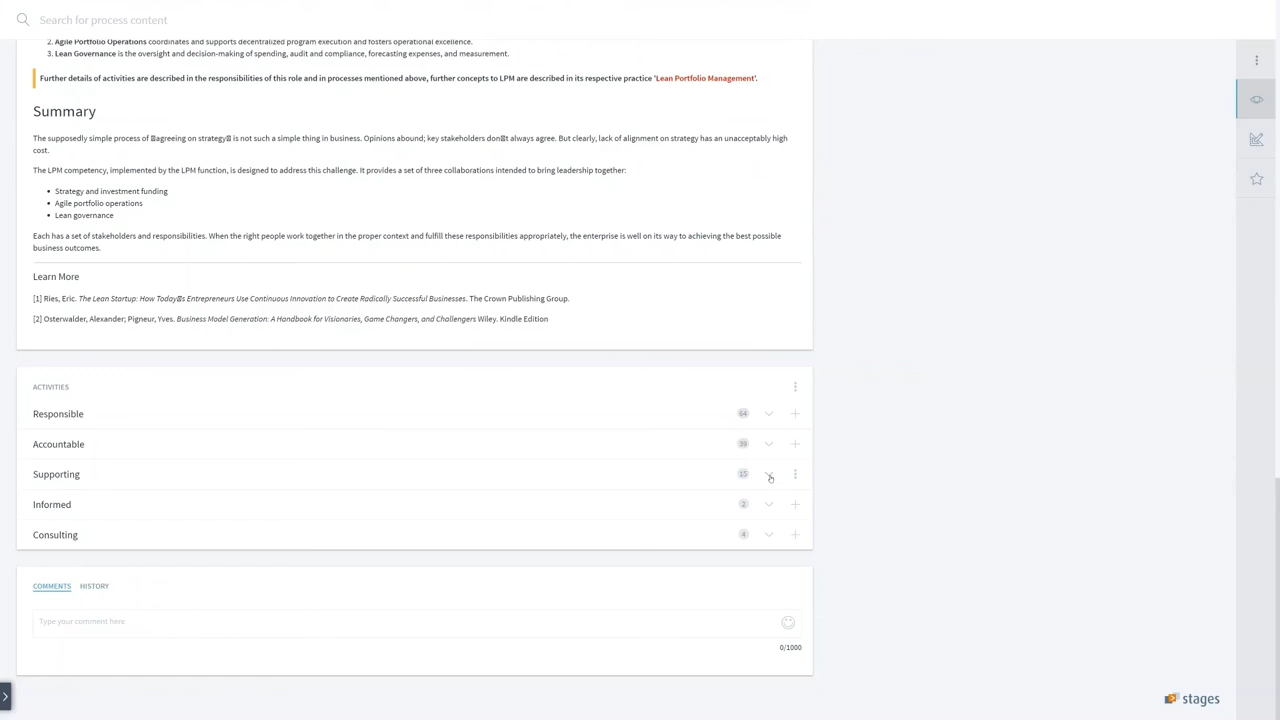 Search for process content
2. Agile Portfolio Operations coordinates and supports decentralized program execution and fosters operational excellence.
3. Lean Governance is the oversight and decision-making of spending, audit and compliance, forecasting expenses, and measurement.
Further details of activities are described in the responsibilities of this role and in processes mentioned above, further concepts to LPM are described in its respective practice 'Lean Portfolio Management'.
Summary
The supposedly simple process of �agreeing on strategy� is not such a simple thing in business. Opinions abound; key stakeholders don�t always agree. But clearly, lack of alignment on strategy has an unacceptably high
cost.
The LPM competency, implemented by the LPM function, is designed to address this challenge. It provides a set of three collaborations intended to bring leadership together:
• Strategy and investment funding
• Agile portfolio operations
• Lean governance
Each has a set of stakeholders and responsibilities. When the right people work together in the proper context and fulfill these responsibilities appropriately, the enterprise is well on its way to achieving the best possible
business outcomes.
Learn More
[1] Ries, Eric. The Lean Startup: How Today�s Entrepreneurs Use Continuous Innovation to Create Radically Successful Businesses. The Crown Publishing Group.
[2] Osterwalder, Alexander; Pigneur, Yves. Business Model Generation: A Handbook for Visionaries, Game Changers, and Challengers Wiley. Kindle Edition
ACTIVITIES
Responsible 64
Accountable 39
Supporting 15
Informed 2
Consulting 4
COMMENTS HISTORY
Type your comment here
0/1000
stages